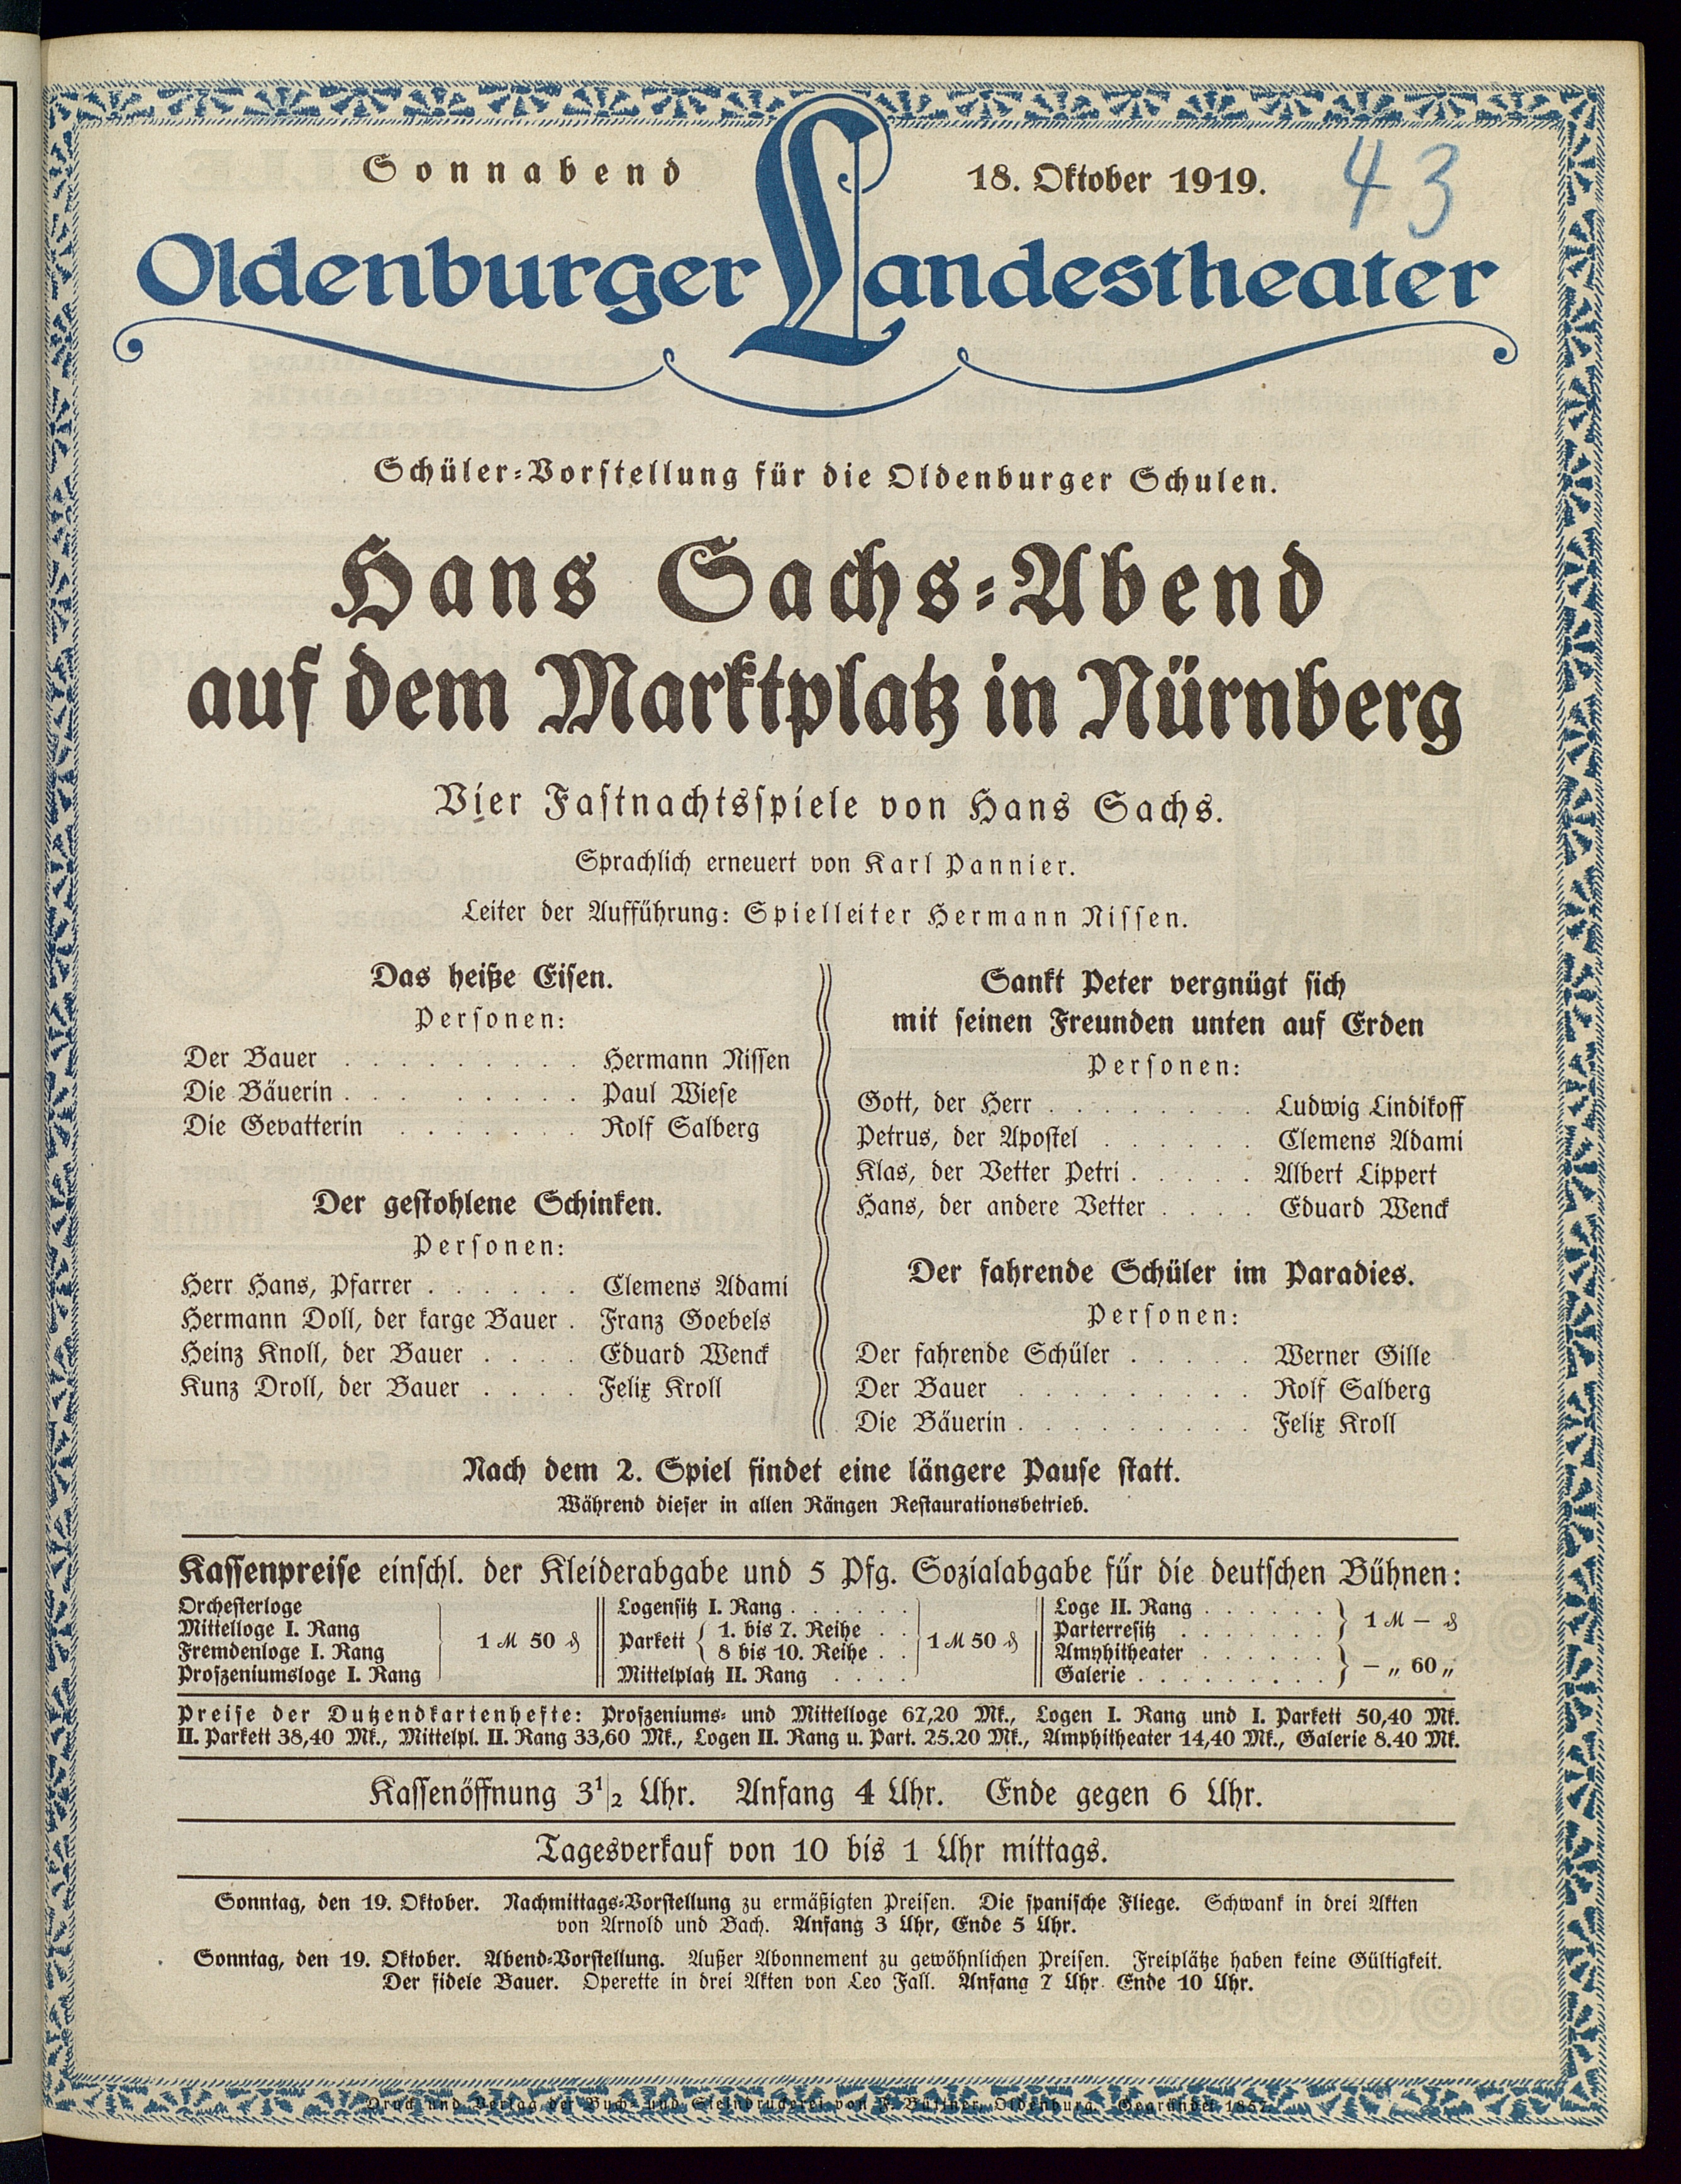 Sonnabend
18. Oktober 1919.
43
Oldenburger Landestheater
Schüler-Vorstellung für die Oldenburger Schulen.
Hans Sachs-Abend
auf dem Marktplatz in Nürnberg
Vier Fastnachtsspiele von Hans Sachs.
Sprachlich erneuert von Karl Pannier.
Leiter der Aufführung: Spielleiter Hermann Nissen.
Das heiße Eisen.
Personen:
Der Bauer . . . . . . . . . . Hermann Nissen
Die Bäuerin . . . . . . . . . Paul Wiese
Die Gevatterin . . . . . . . Rolf Salberg
Der gestohlene Schinken.
Personen:
Herr Hans, Pfarrer . . . . . . Clemens Adami
Hermann Doll, der karge Bauer . Franz Goebels
Heinz Knoll, der Bauer . . . . Eduard Wenck
Kunz Droll, der Bauer . . . . Felix Kroll
Sankt Peter vergnügt sich
mit seinen Freunden unten auf Erden
Personen:
Gott, der Herr . . . . . . . . Ludwig Lindikoff
Petrus, der Apostel . . . . . . Clemens Adami
Klas, der Vetter Petri . . . . . Albert Lippert
Hans, der andere Vetter . . . . Eduard Wenck
Der fahrende Schüler im Paradies.
Personen:
Der fahrende Schüler . . . . . Werner Gille
Der Bauer . . . . . . . . . . Rolf Salberg
Die Bäuerin . . . . . . . . . Felix Kroll
Nach dem 2. Spiel findet eine längere Pause statt.
Während dieser in allen Rängen Restaurationsbetrieb.
Kassenpreise einschl. der Kleiderabgabe und 5 Pfg. Sozialabgabe für die deutschen Bühnen:
Orchesterloge
Mittelloge I. Rang
Fremdenloge I. Rang
Proszeniumsloge I. Rang
1 M 50 ₰
Logensitz I. Rang . . . . . .
Parkett { 1. bis 7. Reihe . .
8 bis 10. Reihe . .
Mittelplatz II. Rang . . . .
1 M 50 ₰
Loge II. Rang . . . . . .
Parterresitz . . . . . . .
1 M — ₰
Amphitheater . . . . . .
Galerie . . . . . . . . .
— „ 60 „
Preise der Dutzendkartenhefte: Proszeniums- und Mittelloge 67,20 Mk., Logen I. Rang und I. Parkett 50,40 Mk.
II. Parkett 38,40 Mk., Mittelpl. II. Rang 33,60 Mk., Logen II. Rang u. Part. 25.20 Mk., Amphitheater 14,40 Mk., Galerie 8.40 Mk.
Kassenöffnung 3½ Uhr. Anfang 4 Uhr. Ende gegen 6 Uhr.
Tagesverkauf von 10 bis 1 Uhr mittags.
Sonntag, den 19. Oktober. Nachmittags-Vorstellung zu ermäßigten Preisen. Die spanische Fliege. Schwank in drei Akten
von Arnold und Bach. Anfang 3 Uhr, Ende 5 Uhr.
Sonntag, den 19. Oktober. Abend-Vorstellung. Außer Abonnement zu gewöhnlichen Preisen. Freiplätze haben keine Gültigkeit.
Der fidele Bauer. Operette in drei Akten von Leo Fall. Anfang 7 Uhr. Ende 10 Uhr.
Druck und Verlag der Buch- und Steindruckerei von F. Büttner, Oldenburg. Gegründet 1857.